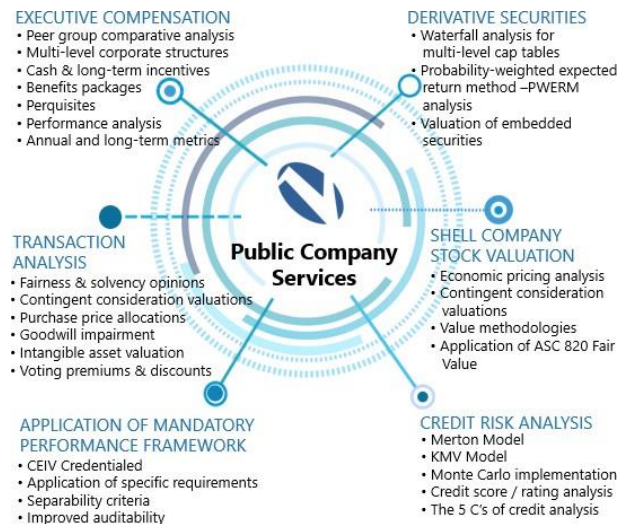 EXECUTIVE COMPENSATION
• Peer group comparative analysis
• Multi-level corporate structures
• Cash & long-term incentives
• Benefits packages
• Perquisites
• Performance analysis
• Annual and long-term metrics
DERIVATIVE SECURITIES
• Waterfall analysis for
multi-level cap tables
• Probability-weighted expected
return method –PWERM
analysis
• Valuation of embedded
securities
Public Company
Services
TRANSACTION
ANALYSIS
• Fairness & solvency opinions
• Contingent consideration valuations
• Purchase price allocations
• Goodwill impairment
• Intangible asset valuation
• Voting premiums & discounts
SHELL COMPANY
STOCK VALUATION
• Economic pricing analysis
• Contingent consideration
valuations
• Value methodologies
• Application of ASC 820 Fair
Value
APPLICATION OF MANDATORY
PERFORMANCE FRAMEWORK
• CEIV Credentialed
• Application of specific requirements
• Separability criteria
• Improved auditability
CREDIT RISK ANALYSIS
• Merton Model
• KMV Model
• Monte Carlo implementation
• Credit score / rating analysis
• The 5 C's of credit analysis